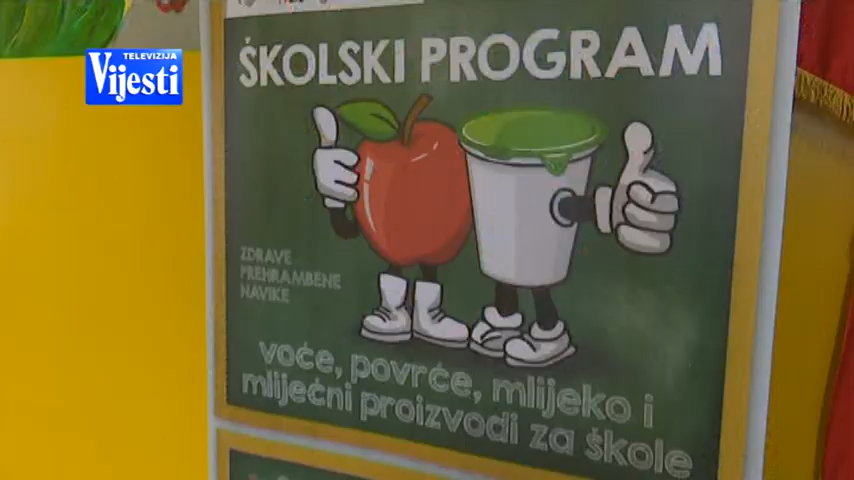 TELEVIZIJA
Vijesti
ŠKOLSKI PROGRAM
ZDRAVE
PREHRAMBENE
NAVIKE
voće, povrće, mlijeko i
mliječni proizvodi za škole